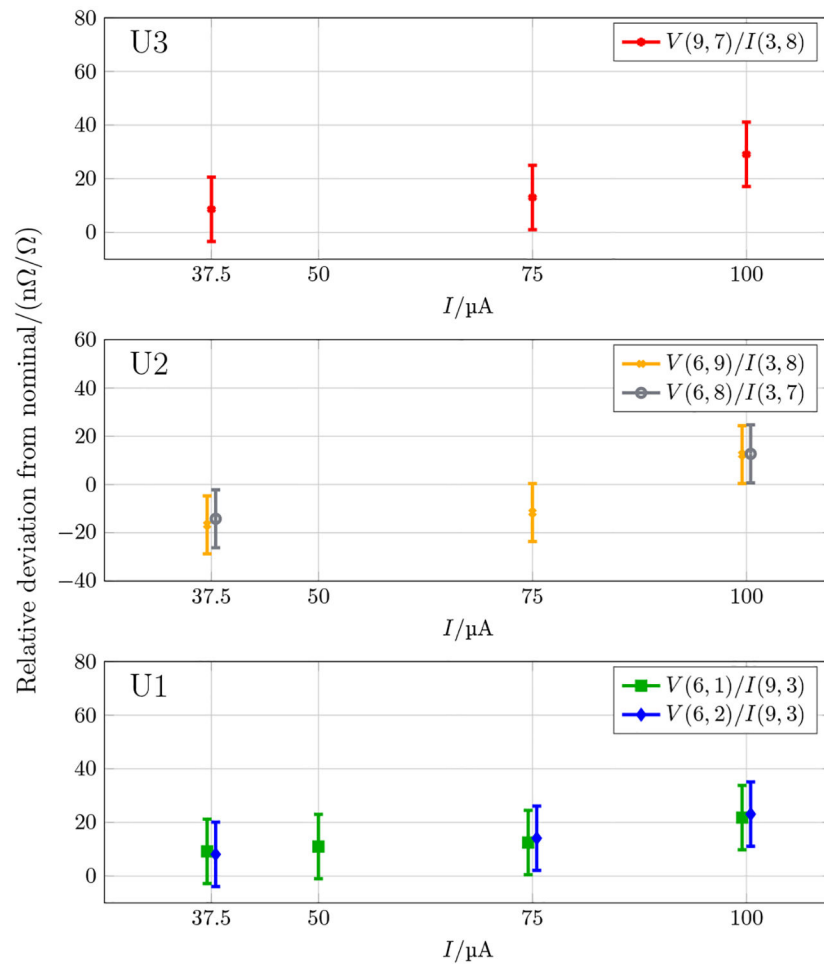 Relative deviation from nominal/(nΩ/Ω)
U3
V(9,7)/I(3,8)
80
60
40
20
0
37.5 50 75 100
I/µA
U2
V(6,9)/I(3,8)
V(6,8)/I(3,7)
60
40
20
0
−20
−40
37.5 50 75 100
I/µA
U1
V(6,1)/I(9,3)
V(6,2)/I(9,3)
80
60
40
20
0
37.5 50 75 100
I/µA